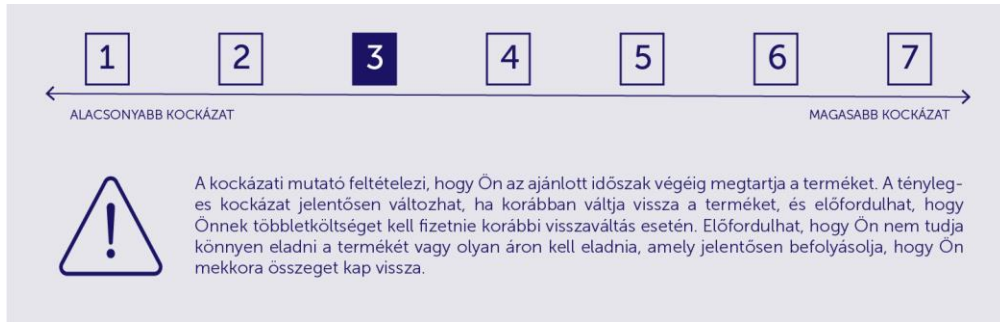 1 2 3 4 5 6 7
ALACSONYABB KOCKÁZAT MAGASABB KOCKÁZAT
A kockázati mutató feltételezi, hogy Ön az ajánlott időszak végéig megtartja a terméket. A tényleg-
es kockázat jelentősen változhat, ha korábban váltja vissza a terméket, és előfordulhat, hogy
Önnek többletköltséget kell fizetnie korábbi visszaváltás esetén. Előfordulhat, hogy Ön nem tudja
könnyen eladni a termékét vagy olyan áron kell eladnia, amely jelentősen befolyásolja, hogy Ön
mekkora összeget kap vissza.